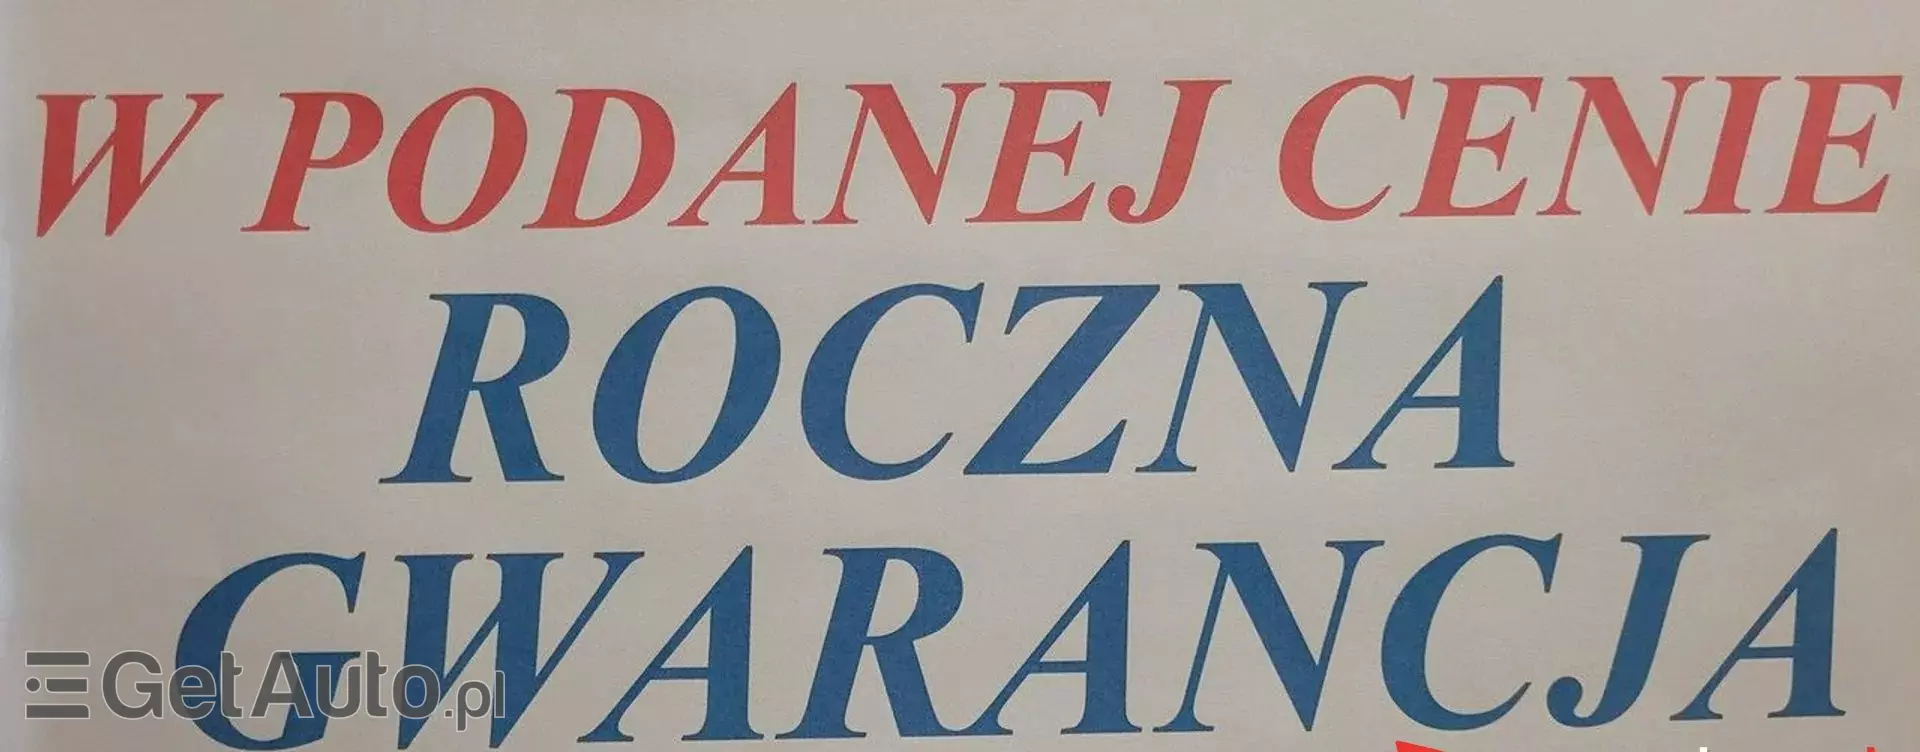 W PODANEJ CENIE
ROCZNA
GWARANCJA
GetAuto.pl